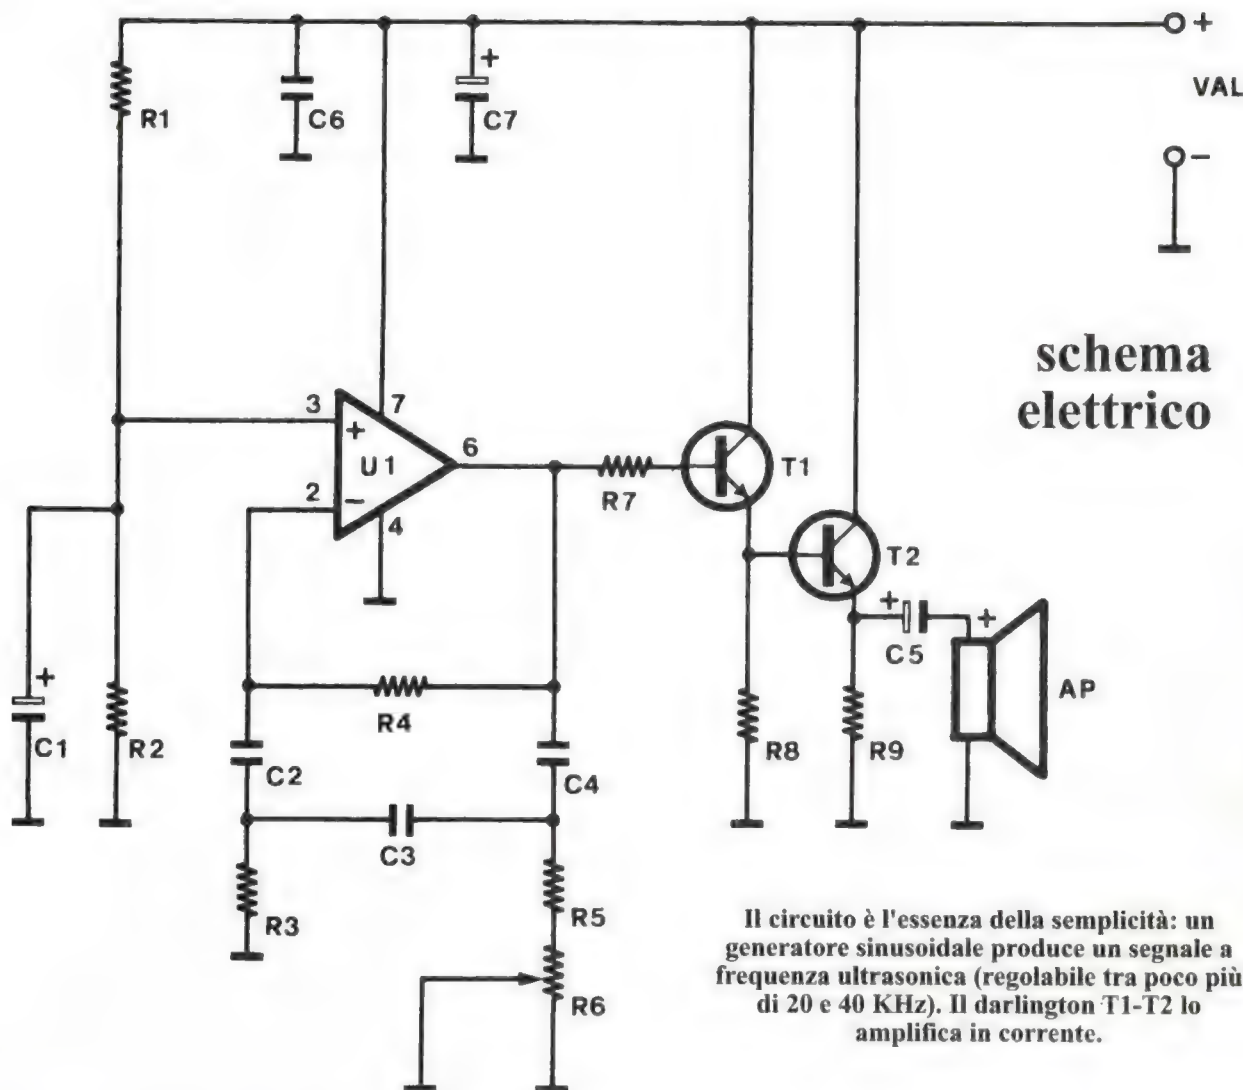 +
VAL
−
R1
C6
+
C7
schema
elettrico
3
7
+
U1
6
2
−
4
R7
T1
T2
+
C5
+
AP
+
C1
R2
R4
C2
C4
C3
R8
R9
R3
R5
R6
Il circuito è l'essenza della semplicità: un
generatore sinusoidale produce un segnale a
frequenza ultrasonica (regolabile tra poco più
di 20 e 40 KHz). Il darlington T1-T2 lo
amplifica in corrente.